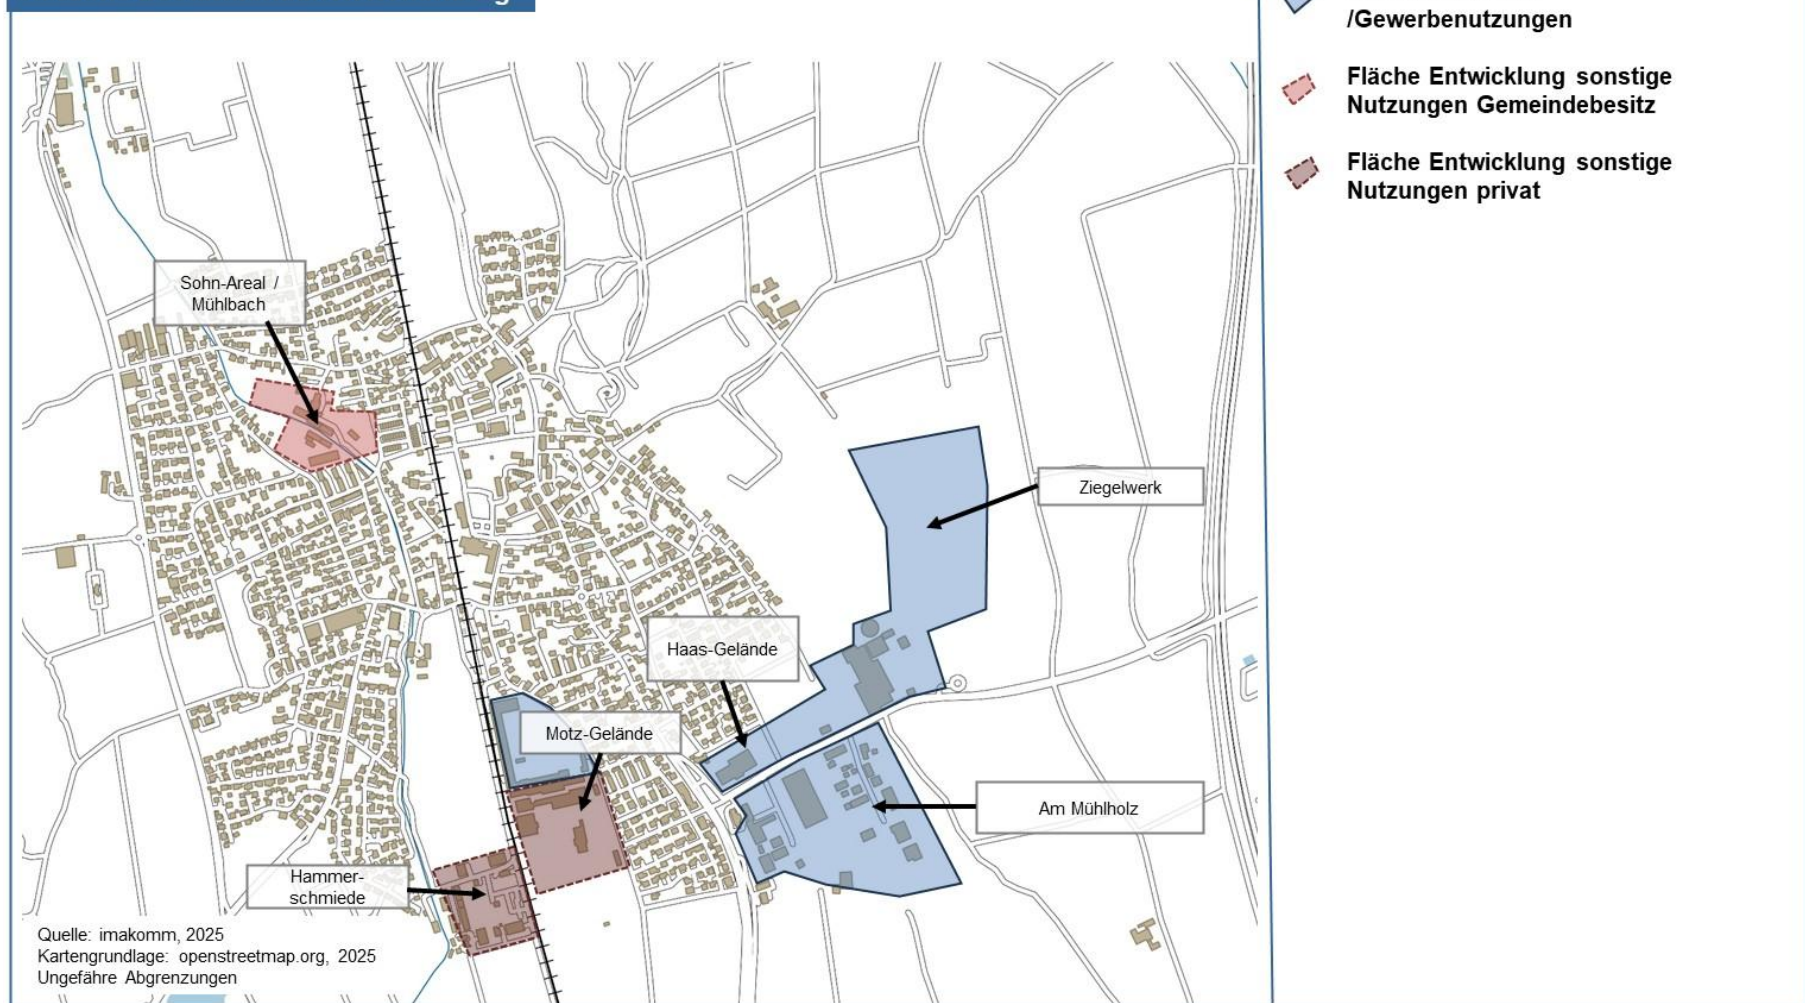 /Gewerbenutzungen
Fläche Entwicklung sonstige
Nutzungen Gemeindebesitz
Fläche Entwicklung sonstige
Nutzungen privat
Sohn-Areal /
Mühlbach
Ziegelwerk
Haas-Gelände
Motz-Gelände
Am Mühlholz
Hammer-
schmiede
Quelle: imakomm, 2025
Kartengrundlage: openstreetmap.org, 2025
Ungefähre Abgrenzungen